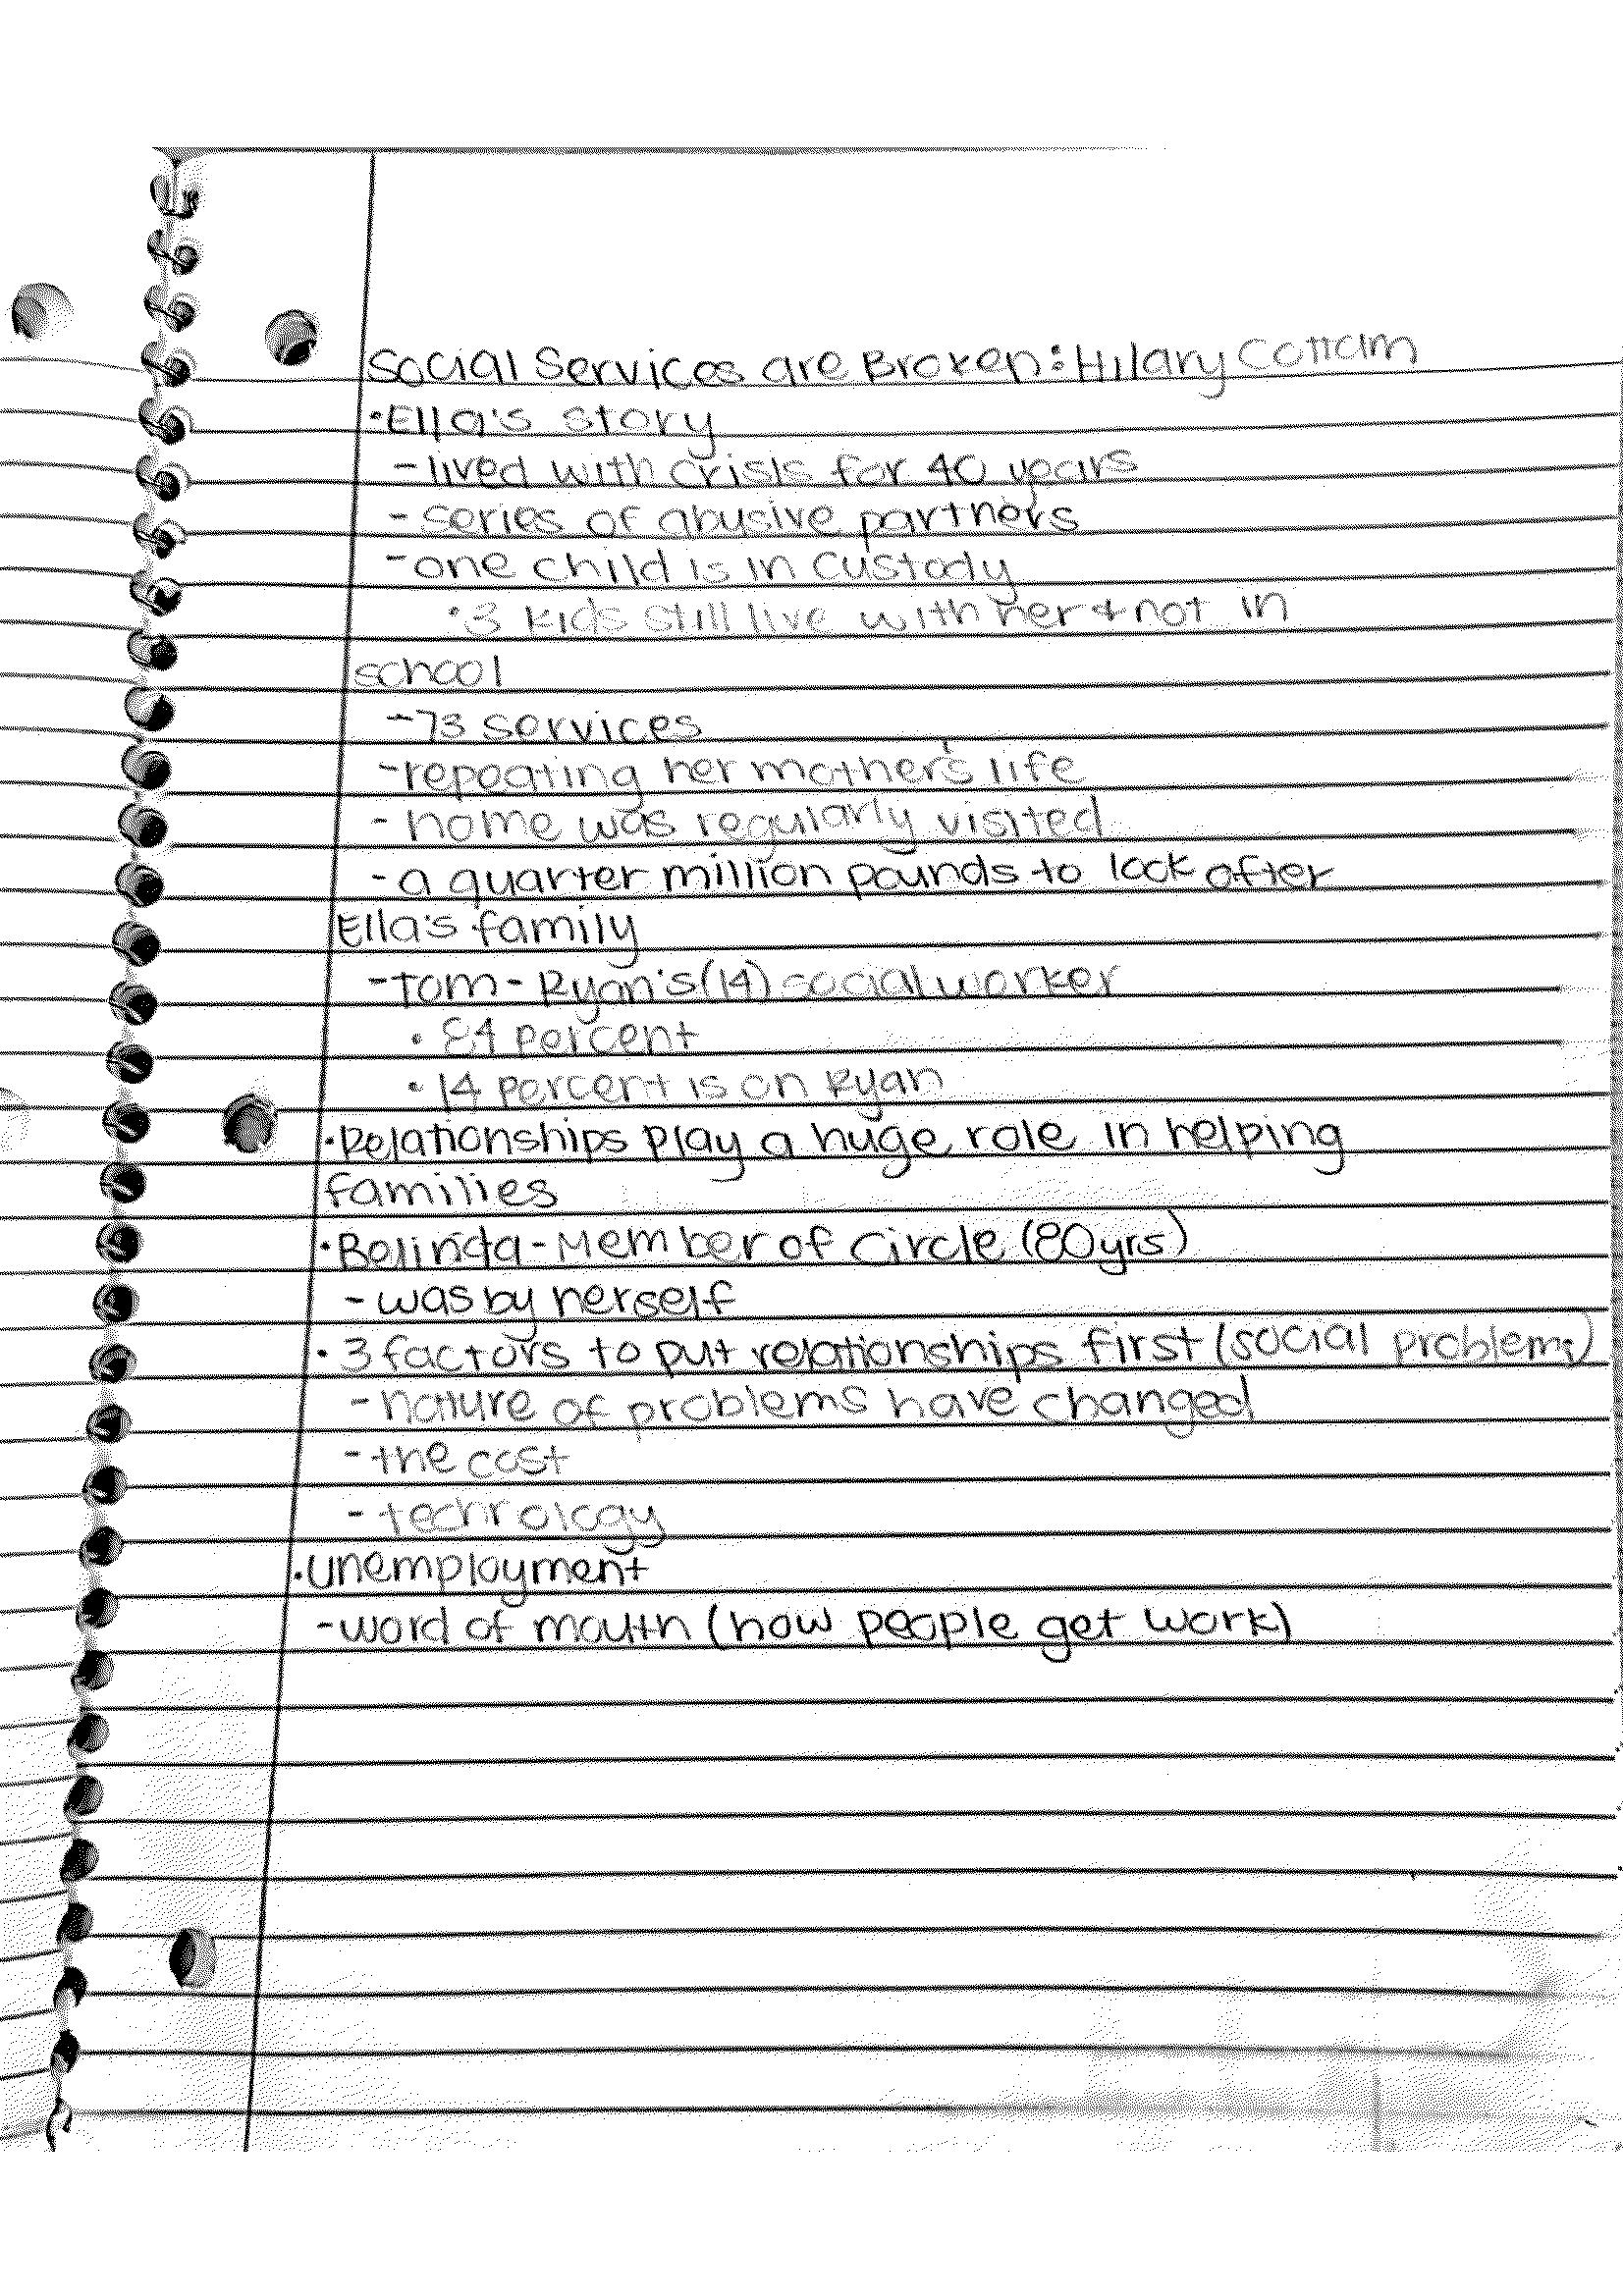 Social Services are Broken: Hilary Cottam
• Ella's story
- lived with crisis for 40 years
- series of abusive partners
- one child is in custody
• 3 kids still live with her & not in
school
- 73 services
- repeating her mother's life
- home was regularly visited
- a quarter million pounds to look after
Ella's family
- Tom - Ryan's (14) social worker
• 84 percent
• 14 percent is on Ryan
• Relationships play a huge role in helping
families
• Belinda - Member of Circle (80 yrs)
- was by herself
• 3 factors to put relationships first (social problems)
- nature of problems have changed
- the cost
- technology
• unemployment
- word of mouth (how people get work)